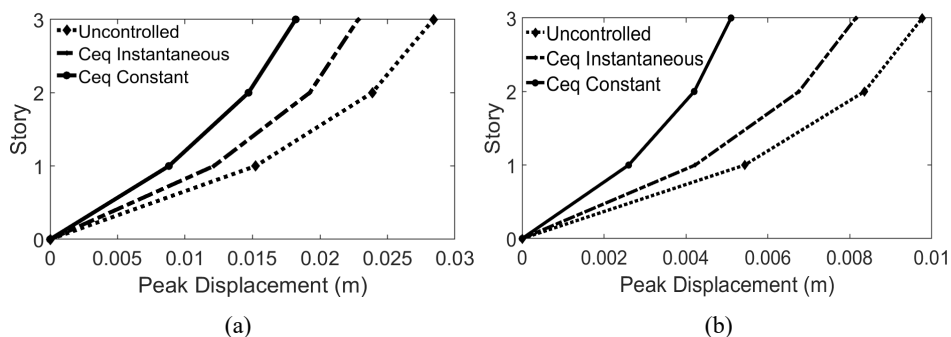 3
2
1
0
Story
Uncontrolled
Ceq Instantaneous
Ceq Constant
0 0.005 0.01 0.015 0.02 0.025 0.03
Peak Displacement (m)
(a)
3
2
1
0
Story
Uncontrolled
Ceq Instantaneous
Ceq Constant
0 0.002 0.004 0.006 0.008 0.01
Peak Displacement (m)
(b)